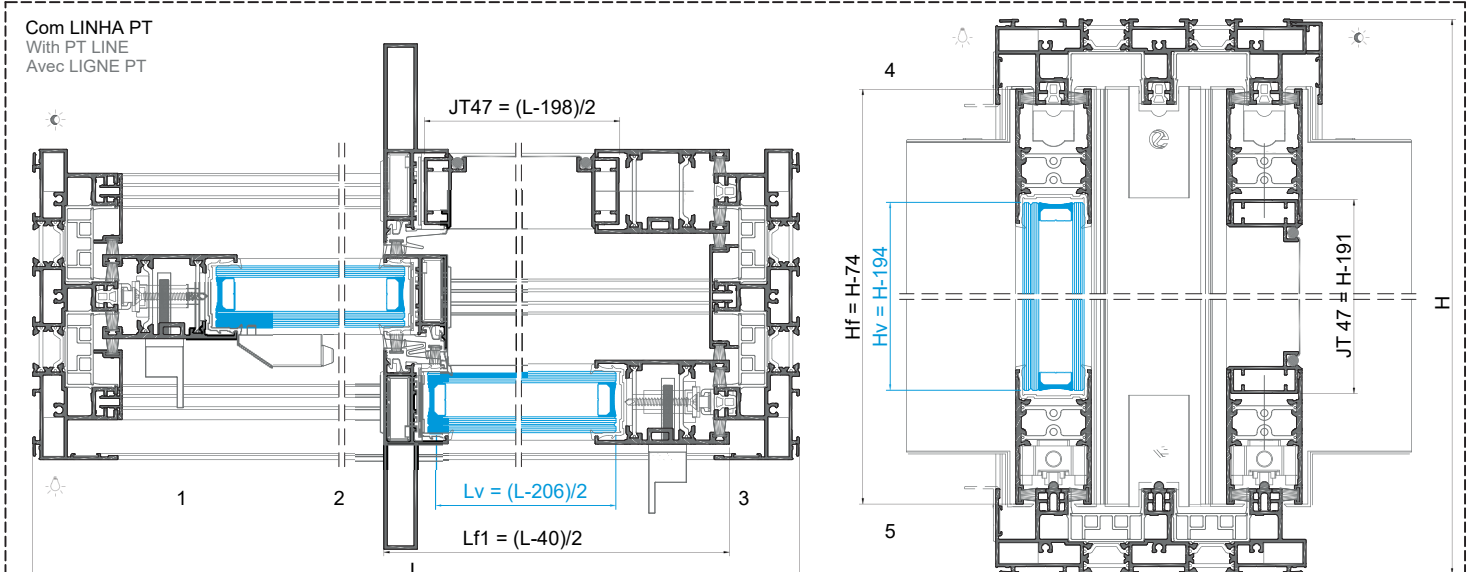 Com LINHA PT
With PT LINE
Avec LIGNE PT
JT47 = (L-198)/2
1
2
3
Lv = (L-206)/2
Lf1 = (L-40)/2
4
5
Hf = H-74
Hv = H-194
JT 47 = H-191
H